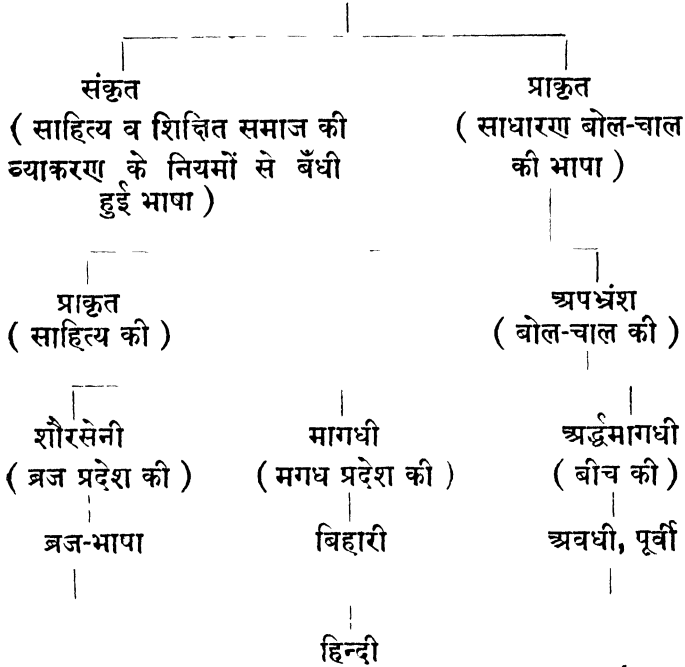 संकृत
( साहित्य व शिक्षित समाज की
व्याकरण के नियमों से बँधी
हुई भाषा )
प्राकृत
( साधारण बोल-चाल
की भाषा )
प्राकृत
( साहित्य की )
अपभ्रंश
( बोल-चाल की )
शौरसेनी
( ब्रज प्रदेश की )
मागधी
( मगध प्रदेश की )
अर्द्धमागधी
( बीच की )
ब्रज-भाषा
बिहारी
अवधी, पूर्वी
हिन्दी